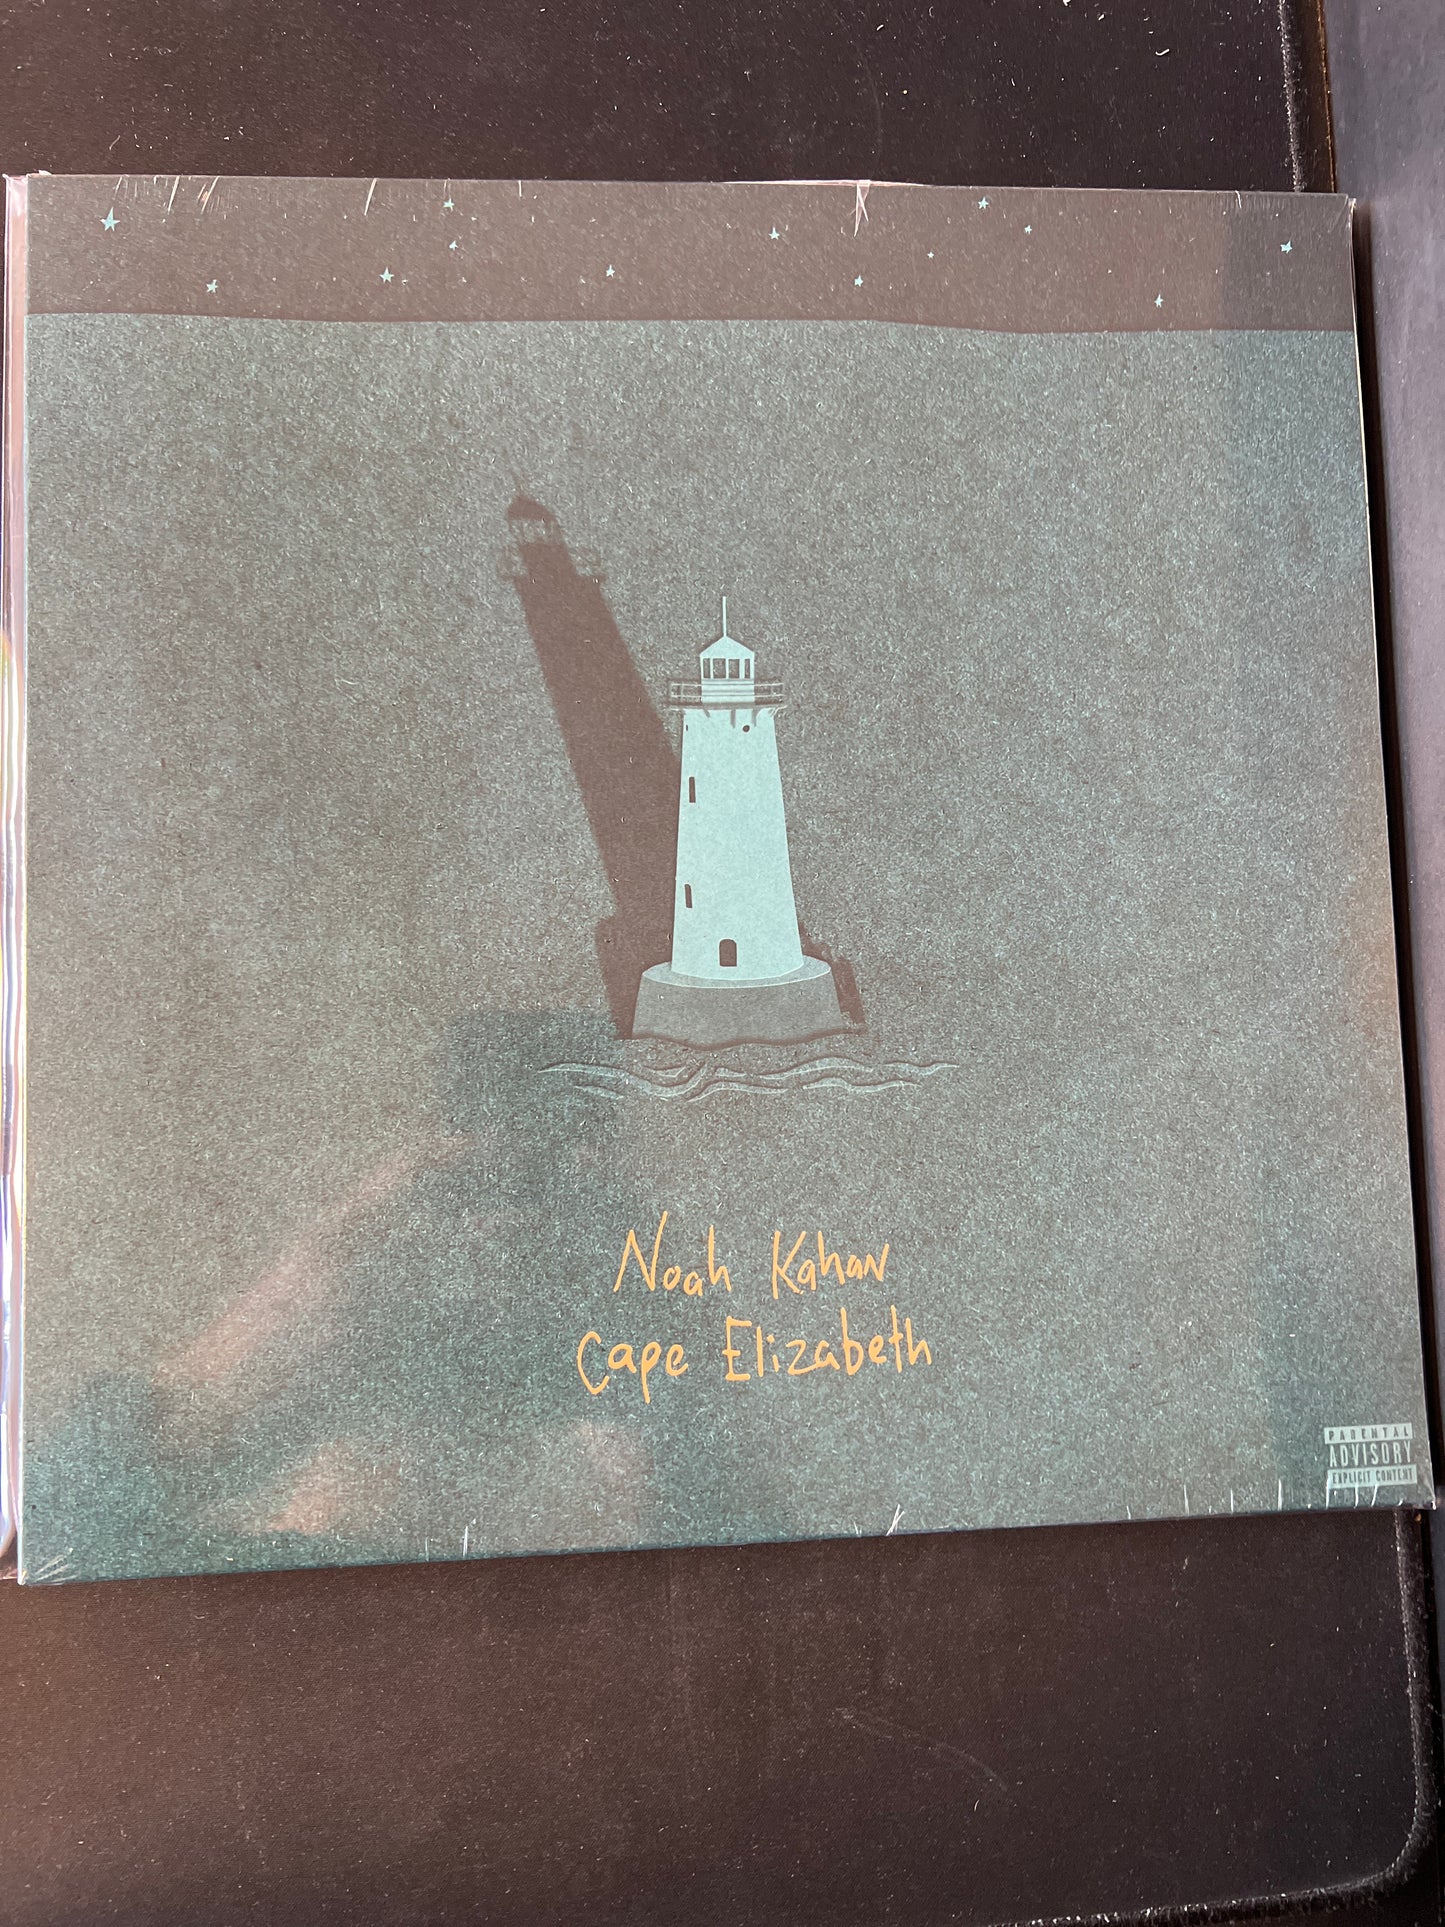 Noah Kahan
Cape Elizabeth
PARENTAL
ADVISORY
EXPLICIT CONTENT